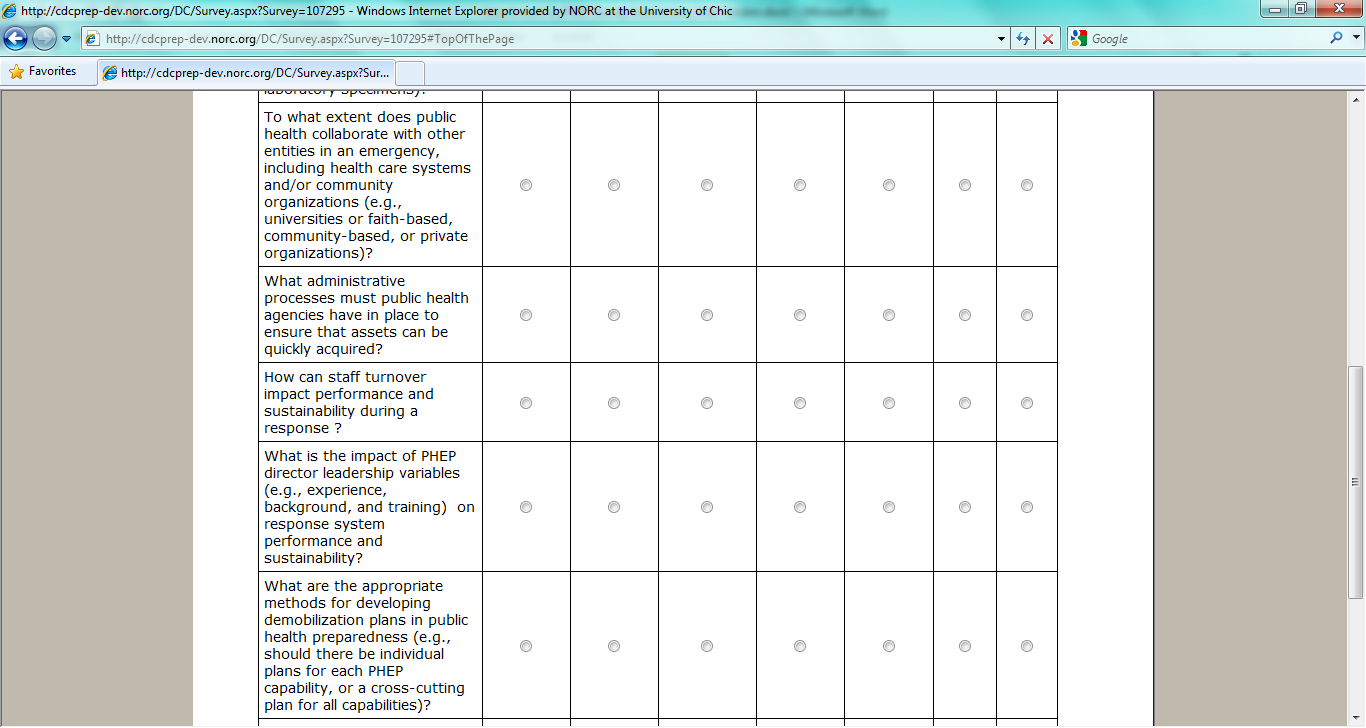 http://cdcprep-dev.norc.org/DC/Survey.aspx?Survey=107295 - Windows Internet Explorer provided by NORC at the University of Chic
http://cdcprep-dev.norc.org/DC/Survey.aspx?Survey=107295#TopOfThePage
Google
Favorites
http://cdcprep-dev.norc.org/DC/Survey.aspx?Sur...
laboratory specimens)?
To what extent does public
health collaborate with other
entities in an emergency,
including health care systems
and/or community
organizations (e.g.,
universities or faith-based,
community-based, or private
organizations)?
What administrative
processes must public health
agencies have in place to
ensure that assets can be
quickly acquired?
How can staff turnover
impact performance and
sustainability during a
response ?
What is the impact of PHEP
director leadership variables
(e.g., experience,
background, and training)  on
response system
performance and
sustainability?
What are the appropriate
methods for developing
demobilization plans in public
health preparedness (e.g.,
should there be individual
plans for each PHEP
capability, or a cross-cutting
plan for all capabilities)?